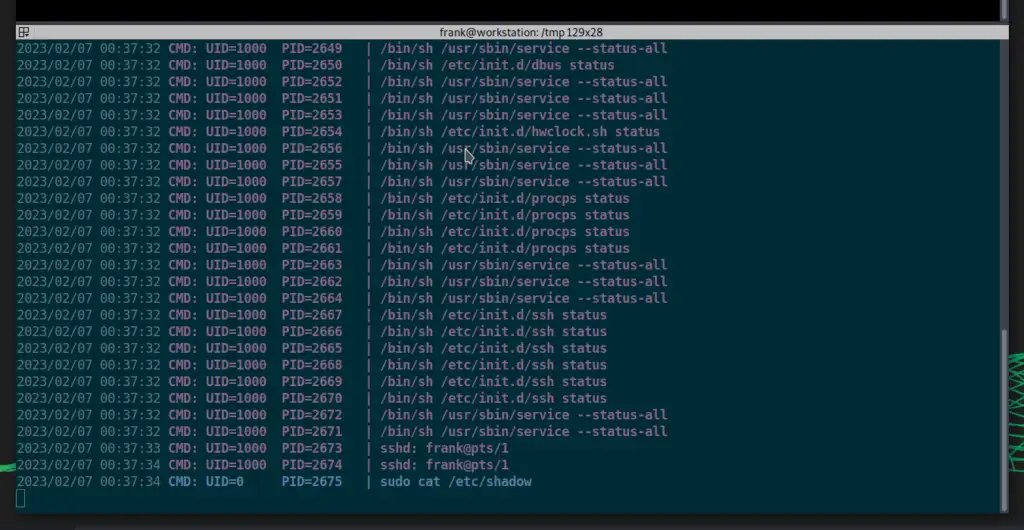 frank@workstation: /tmp 129x28
2023/02/07 00:37:32 CMD: UID=1000  PID=2649   | /bin/sh /usr/sbin/service --status-all
2023/02/07 00:37:32 CMD: UID=1000  PID=2650   | /bin/sh /etc/init.d/dbus status
2023/02/07 00:37:32 CMD: UID=1000  PID=2652   | /bin/sh /usr/sbin/service --status-all
2023/02/07 00:37:32 CMD: UID=1000  PID=2651   | /bin/sh /usr/sbin/service --status-all
2023/02/07 00:37:32 CMD: UID=1000  PID=2653   | /bin/sh /usr/sbin/service --status-all
2023/02/07 00:37:32 CMD: UID=1000  PID=2654   | /bin/sh /etc/init.d/hwclock.sh status
2023/02/07 00:37:32 CMD: UID=1000  PID=2656   | /bin/sh /usr/sbin/service --status-all
2023/02/07 00:37:32 CMD: UID=1000  PID=2655   | /bin/sh /usr/sbin/service --status-all
2023/02/07 00:37:32 CMD: UID=1000  PID=2657   | /bin/sh /usr/sbin/service --status-all
2023/02/07 00:37:32 CMD: UID=1000  PID=2658   | /bin/sh /etc/init.d/procps status
2023/02/07 00:37:32 CMD: UID=1000  PID=2659   | /bin/sh /etc/init.d/procps status
2023/02/07 00:37:32 CMD: UID=1000  PID=2660   | /bin/sh /etc/init.d/procps status
2023/02/07 00:37:32 CMD: UID=1000  PID=2661   | /bin/sh /etc/init.d/procps status
2023/02/07 00:37:32 CMD: UID=1000  PID=2663   | /bin/sh /usr/sbin/service --status-all
2023/02/07 00:37:32 CMD: UID=1000  PID=2662   | /bin/sh /usr/sbin/service --status-all
2023/02/07 00:37:32 CMD: UID=1000  PID=2664   | /bin/sh /usr/sbin/service --status-all
2023/02/07 00:37:32 CMD: UID=1000  PID=2667   | /bin/sh /etc/init.d/ssh status
2023/02/07 00:37:32 CMD: UID=1000  PID=2666   | /bin/sh /etc/init.d/ssh status
2023/02/07 00:37:32 CMD: UID=1000  PID=2665   | /bin/sh /etc/init.d/ssh status
2023/02/07 00:37:32 CMD: UID=1000  PID=2668   | /bin/sh /etc/init.d/ssh status
2023/02/07 00:37:32 CMD: UID=1000  PID=2669   | /bin/sh /etc/init.d/ssh status
2023/02/07 00:37:32 CMD: UID=1000  PID=2670   | /bin/sh /etc/init.d/ssh status
2023/02/07 00:37:32 CMD: UID=1000  PID=2672   | /bin/sh /usr/sbin/service --status-all
2023/02/07 00:37:32 CMD: UID=1000  PID=2671   | /bin/sh /usr/sbin/service --status-all
2023/02/07 00:37:33 CMD: UID=1000  PID=2673   | sshd: frank@pts/1
2023/02/07 00:37:34 CMD: UID=1000  PID=2674   | sshd: frank@pts/1
2023/02/07 00:37:34 CMD: UID=0     PID=2675   | sudo cat /etc/shadow